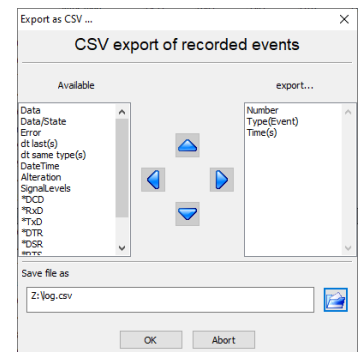 Export as CSV ...
CSV export of recorded events
Available
export...
Data
Data/State
Error
dt last(s)
dt same type(s)
DateTime
Alteration
SignalLevels
*DCD
*RxD
*TxD
*DTR
*DSR
*RTS
Number
Type(Event)
Time(s)
Save file as
Z:\log.csv
OK
Abort